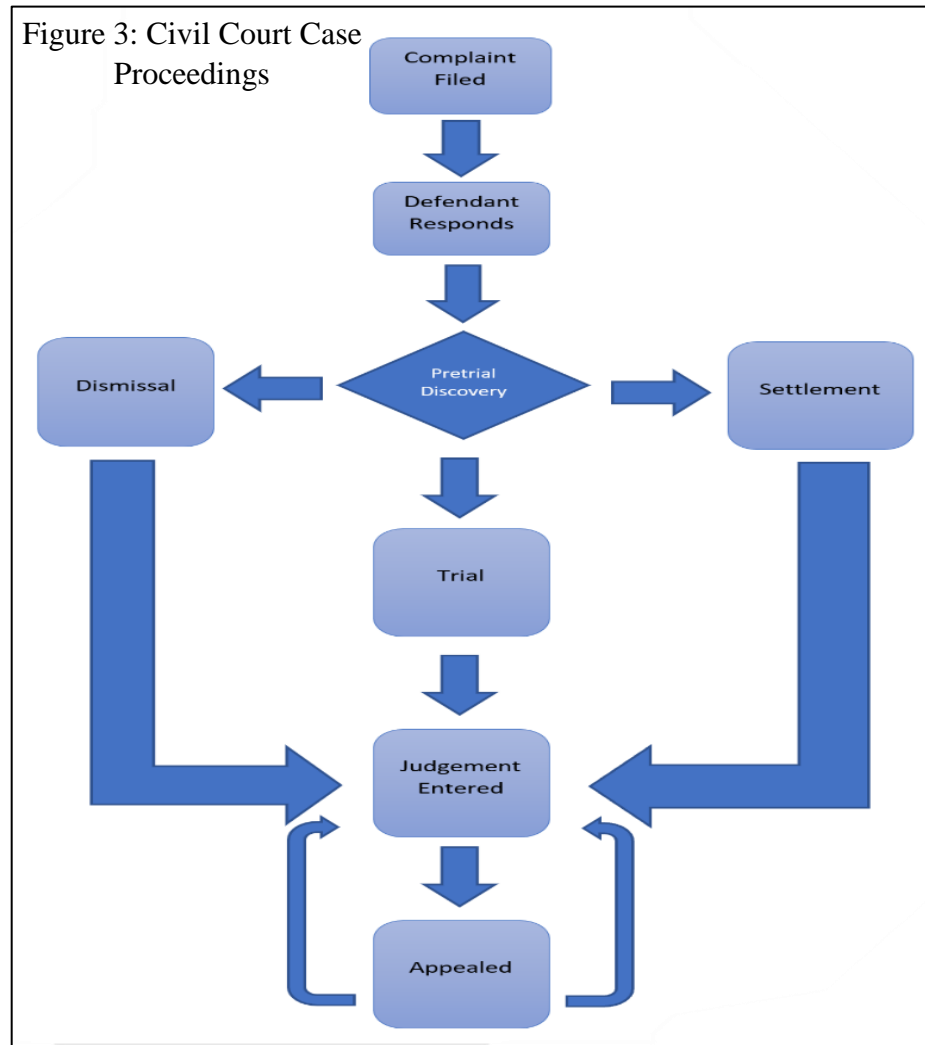 Figure 3: Civil Court Case
Proceedings
Complaint
Filed
Defendant
Responds
Pretrial
Discovery
Dismissal
Settlement
Trial
Judgement
Entered
Appealed